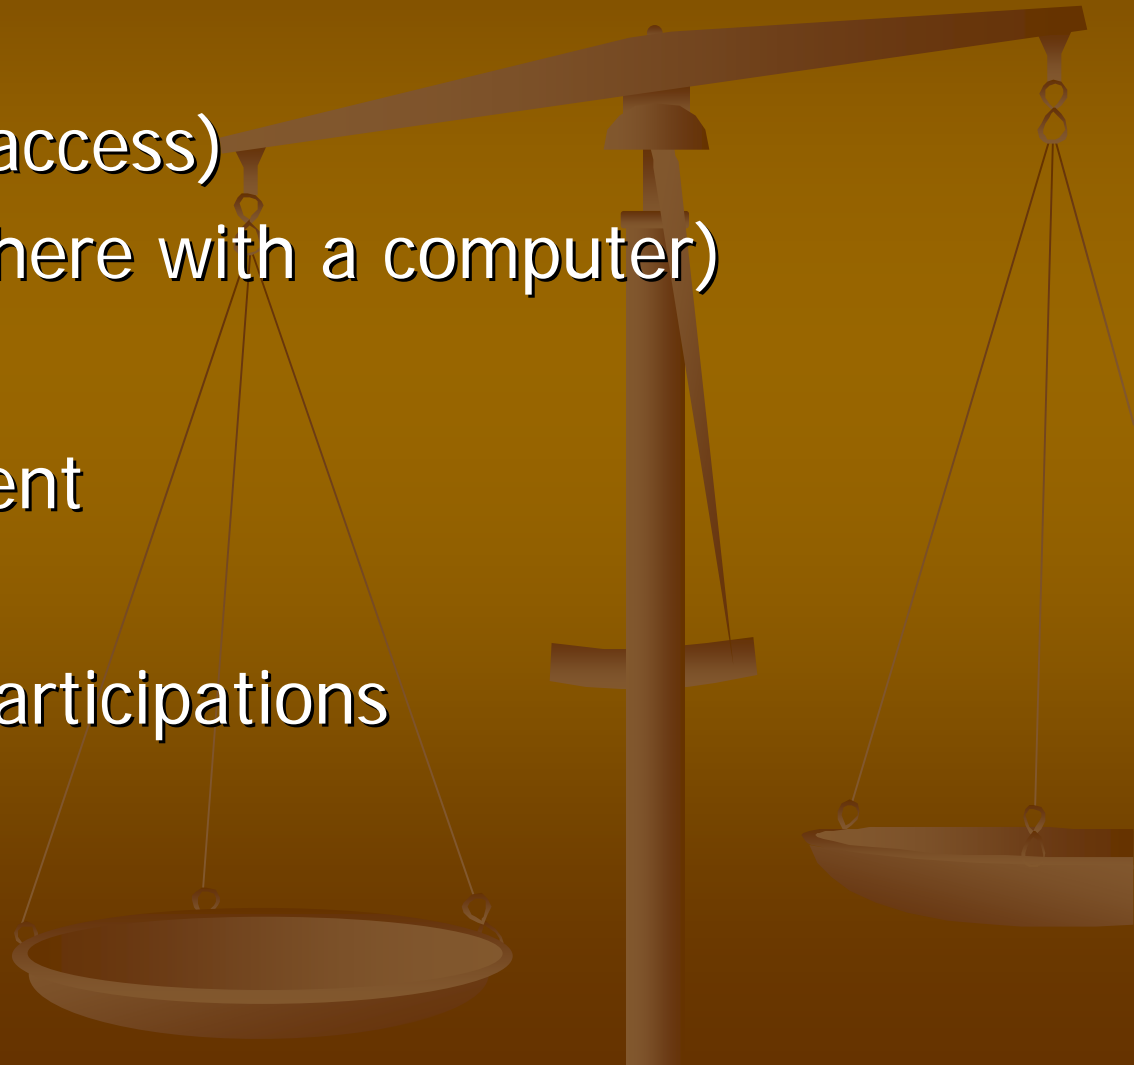 access)
here with a computer)
ent
articipations